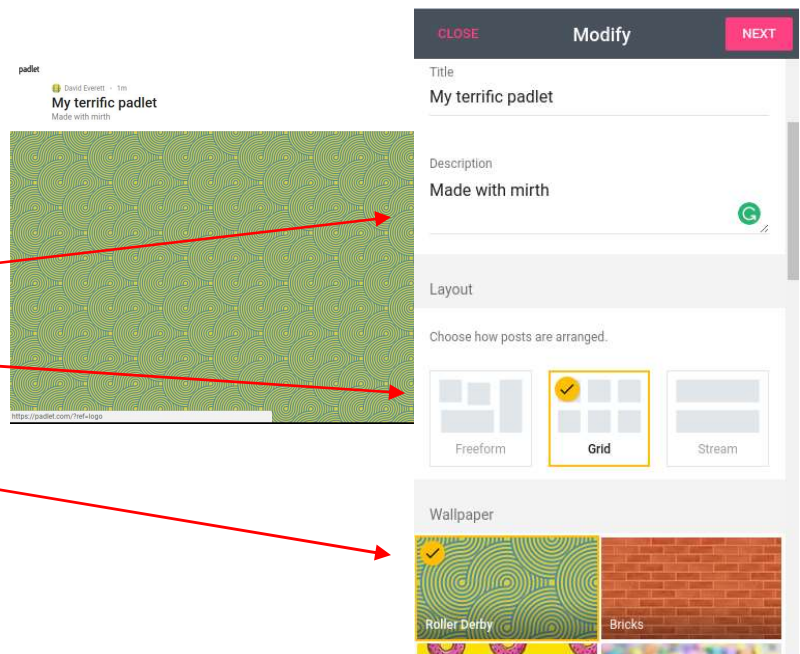 padlet
David Everett - 1m
My terrific padlet
Made with mirth
https://padlet.com/?ref=logo
CLOSE
Modify
NEXT
Title
My terrific padlet
Description
Made with mirth
Layout
Choose how posts are arranged.
Freeform
Grid
Stream
Wallpaper
Roller Derby
Bricks